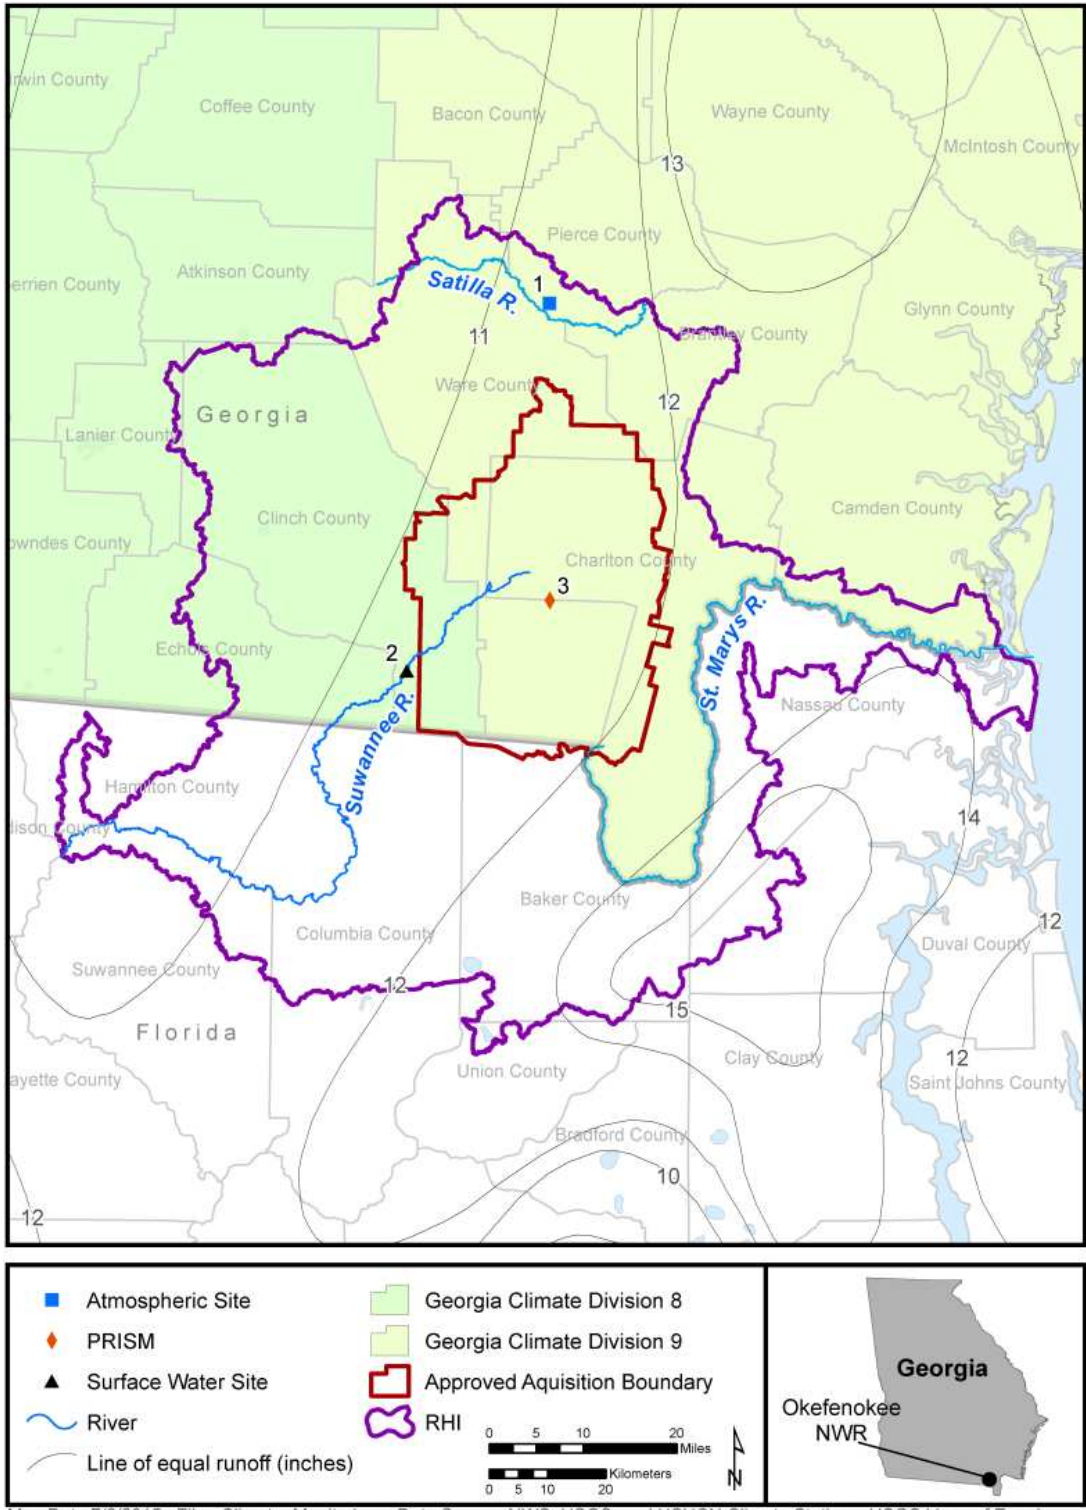 Irwin County
Coffee County
Bacon County
Wayne County
McIntosh County
13
Pierce County
Atkinson County
errien County
Satilla R.
1
Glynn County
Brantley County
11
Ware County
12
Georgia
Lanier County
Clinch County
Camden County
owndes County
Charlton County
3
Echols County
2
St. Marys R.
Suwannee R.
Nassau County
Hamilton County
dison County
14
Baker County
12
Columbia County
Duval County
Suwannee County
12
15
Florida
Clay County
12
Union County
ayette County
Saint Johns County
Bradford County
10
12
Atmospheric Site
PRISM
Surface Water Site
River
Line of equal runoff (inches)
Georgia Climate Division 8
Georgia Climate Division 9
Approved Aquisition Boundary
RHI
0 5 10 20
Miles
0 5 10 20
Kilometers
N
Georgia
Okefenokee
NWR